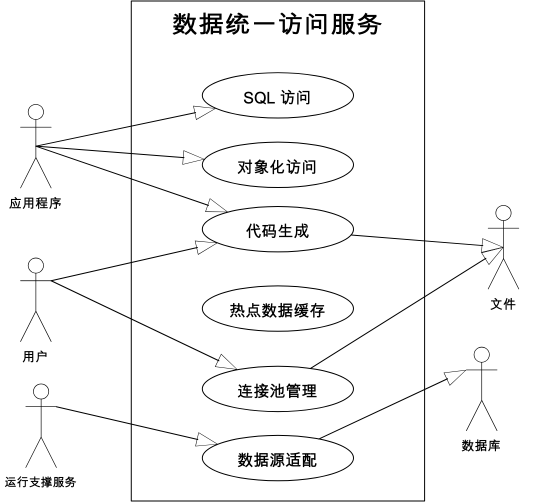 数据统一访问服务
SQL 访问
对象化访问
应用程序
代码生成
热点数据缓存
文件
用户
连接池管理
数据库
数据源适配
运行支撑服务